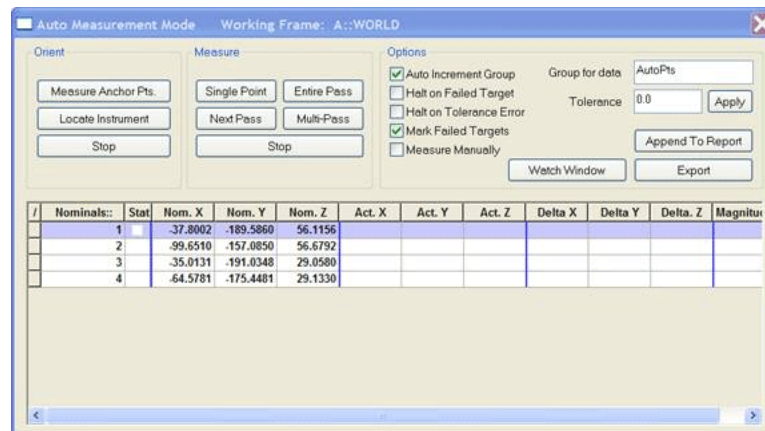 Auto Measurement Mode Working Frame: A::WORLD
Orient
Measure Anchor Pts.
Locate Instrument
Stop
Measure
Single Point Entire Pass
Next Pass Multi-Pass
Stop
Options
Auto Increment Group
Halt on Failed Target
Halt on Tolerance Error
Mark Failed Targets
Measure Manually
Group for data AutoPts
Tolerance 0.0 Apply
Append To Report
Watch Window Export
/ Nominals:: Stat Nom. X Nom. Y Nom. Z Act. X Act. Y Act. Z Delta X Delta Y Delta. Z Magnitud
1 -37.8002 -189.5860 56.1156
2 -99.6510 -157.0850 56.6792
3 -35.0131 -191.0348 29.0580
4 -64.5781 -175.4481 29.1330